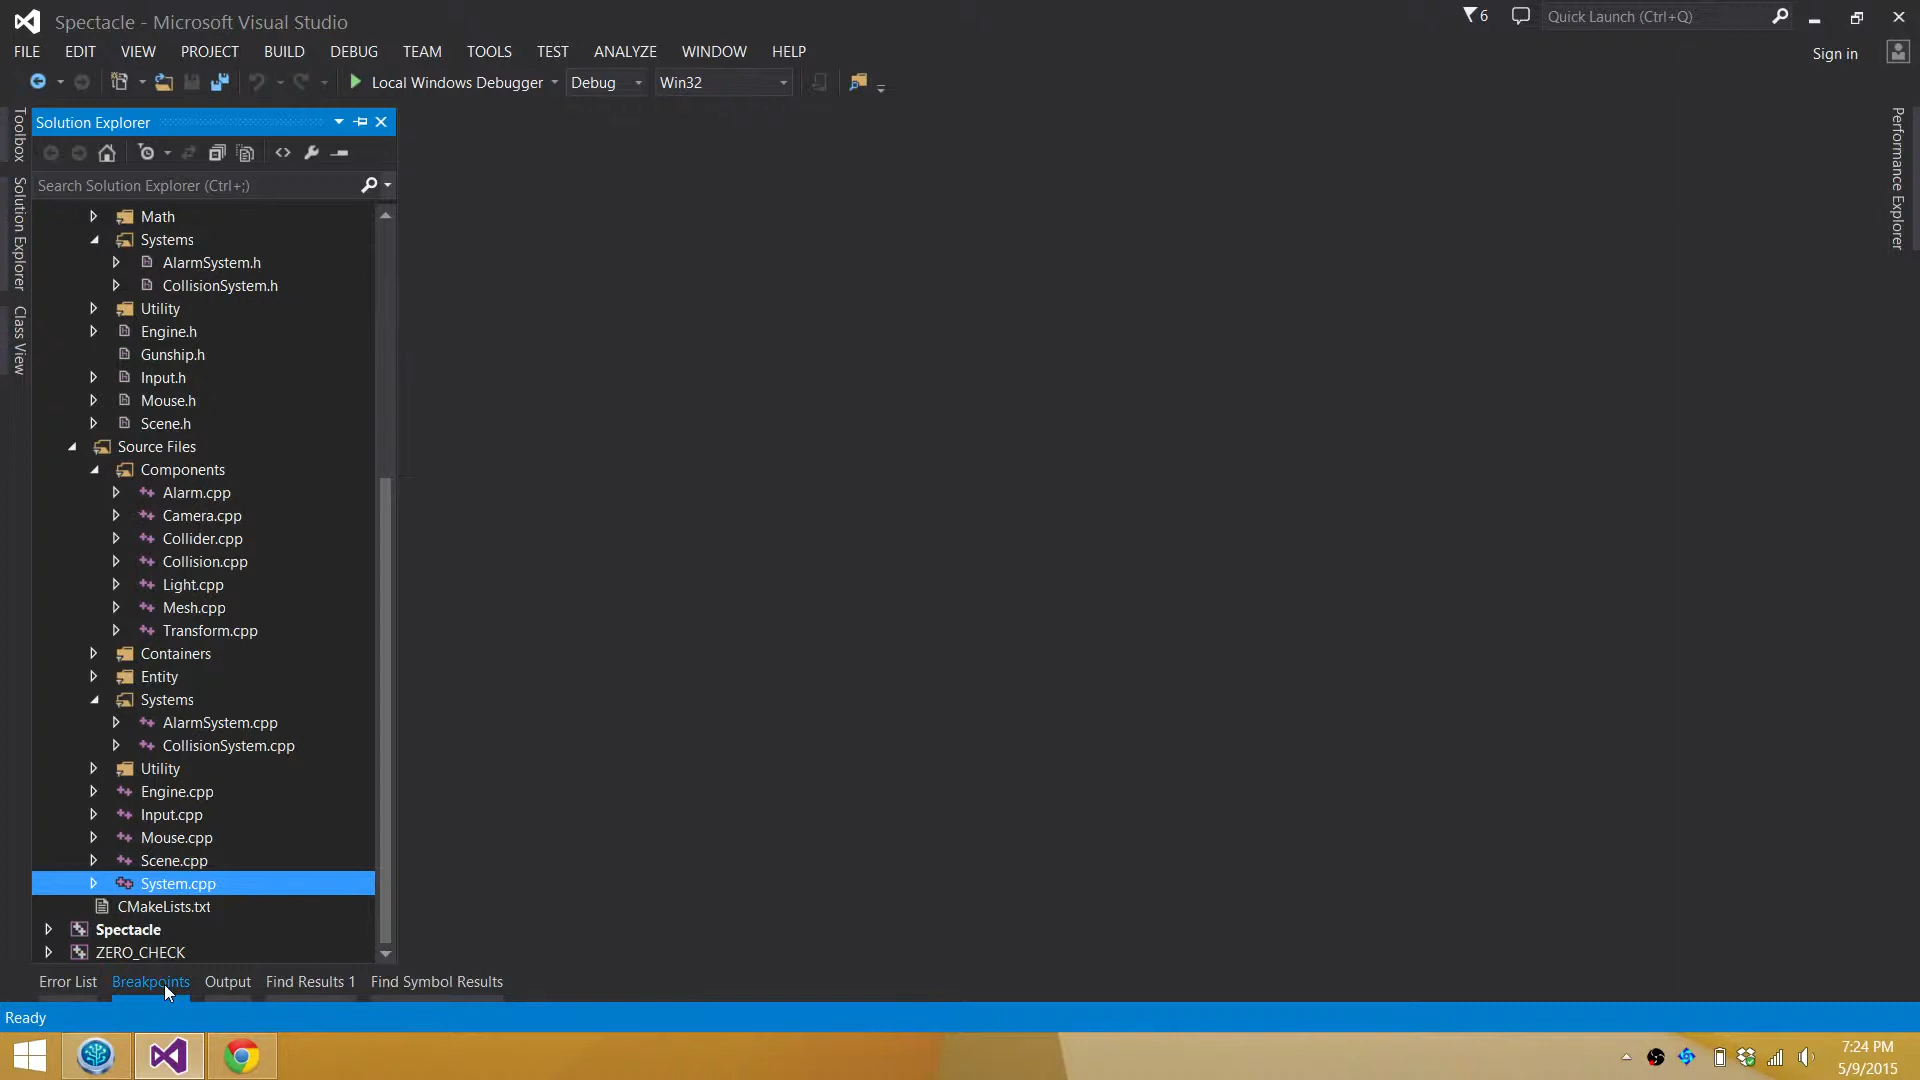 Spectacle - Microsoft Visual Studio
6
Quick Launch (Ctrl+Q)
FILE EDIT VIEW PROJECT BUILD DEBUG TEAM TOOLS TEST ANALYZE WINDOW HELP
Sign in
Local Windows Debugger Debug Win32
Toolbox
Solution Explorer
Class View
Performance Explorer
Solution Explorer
Search Solution Explorer (Ctrl+;)
Math
Systems
AlarmSystem.h
CollisionSystem.h
Utility
Engine.h
Gunship.h
Input.h
Mouse.h
Scene.h
Source Files
Components
Alarm.cpp
Camera.cpp
Collider.cpp
Collision.cpp
Light.cpp
Mesh.cpp
Transform.cpp
Containers
Entity
Systems
AlarmSystem.cpp
CollisionSystem.cpp
Utility
Engine.cpp
Input.cpp
Mouse.cpp
Scene.cpp
System.cpp
CMakeLists.txt
Spectacle
ZERO_CHECK
Error List Breakpoints Output Find Results 1 Find Symbol Results
Ready
7:24 PM
5/9/2015